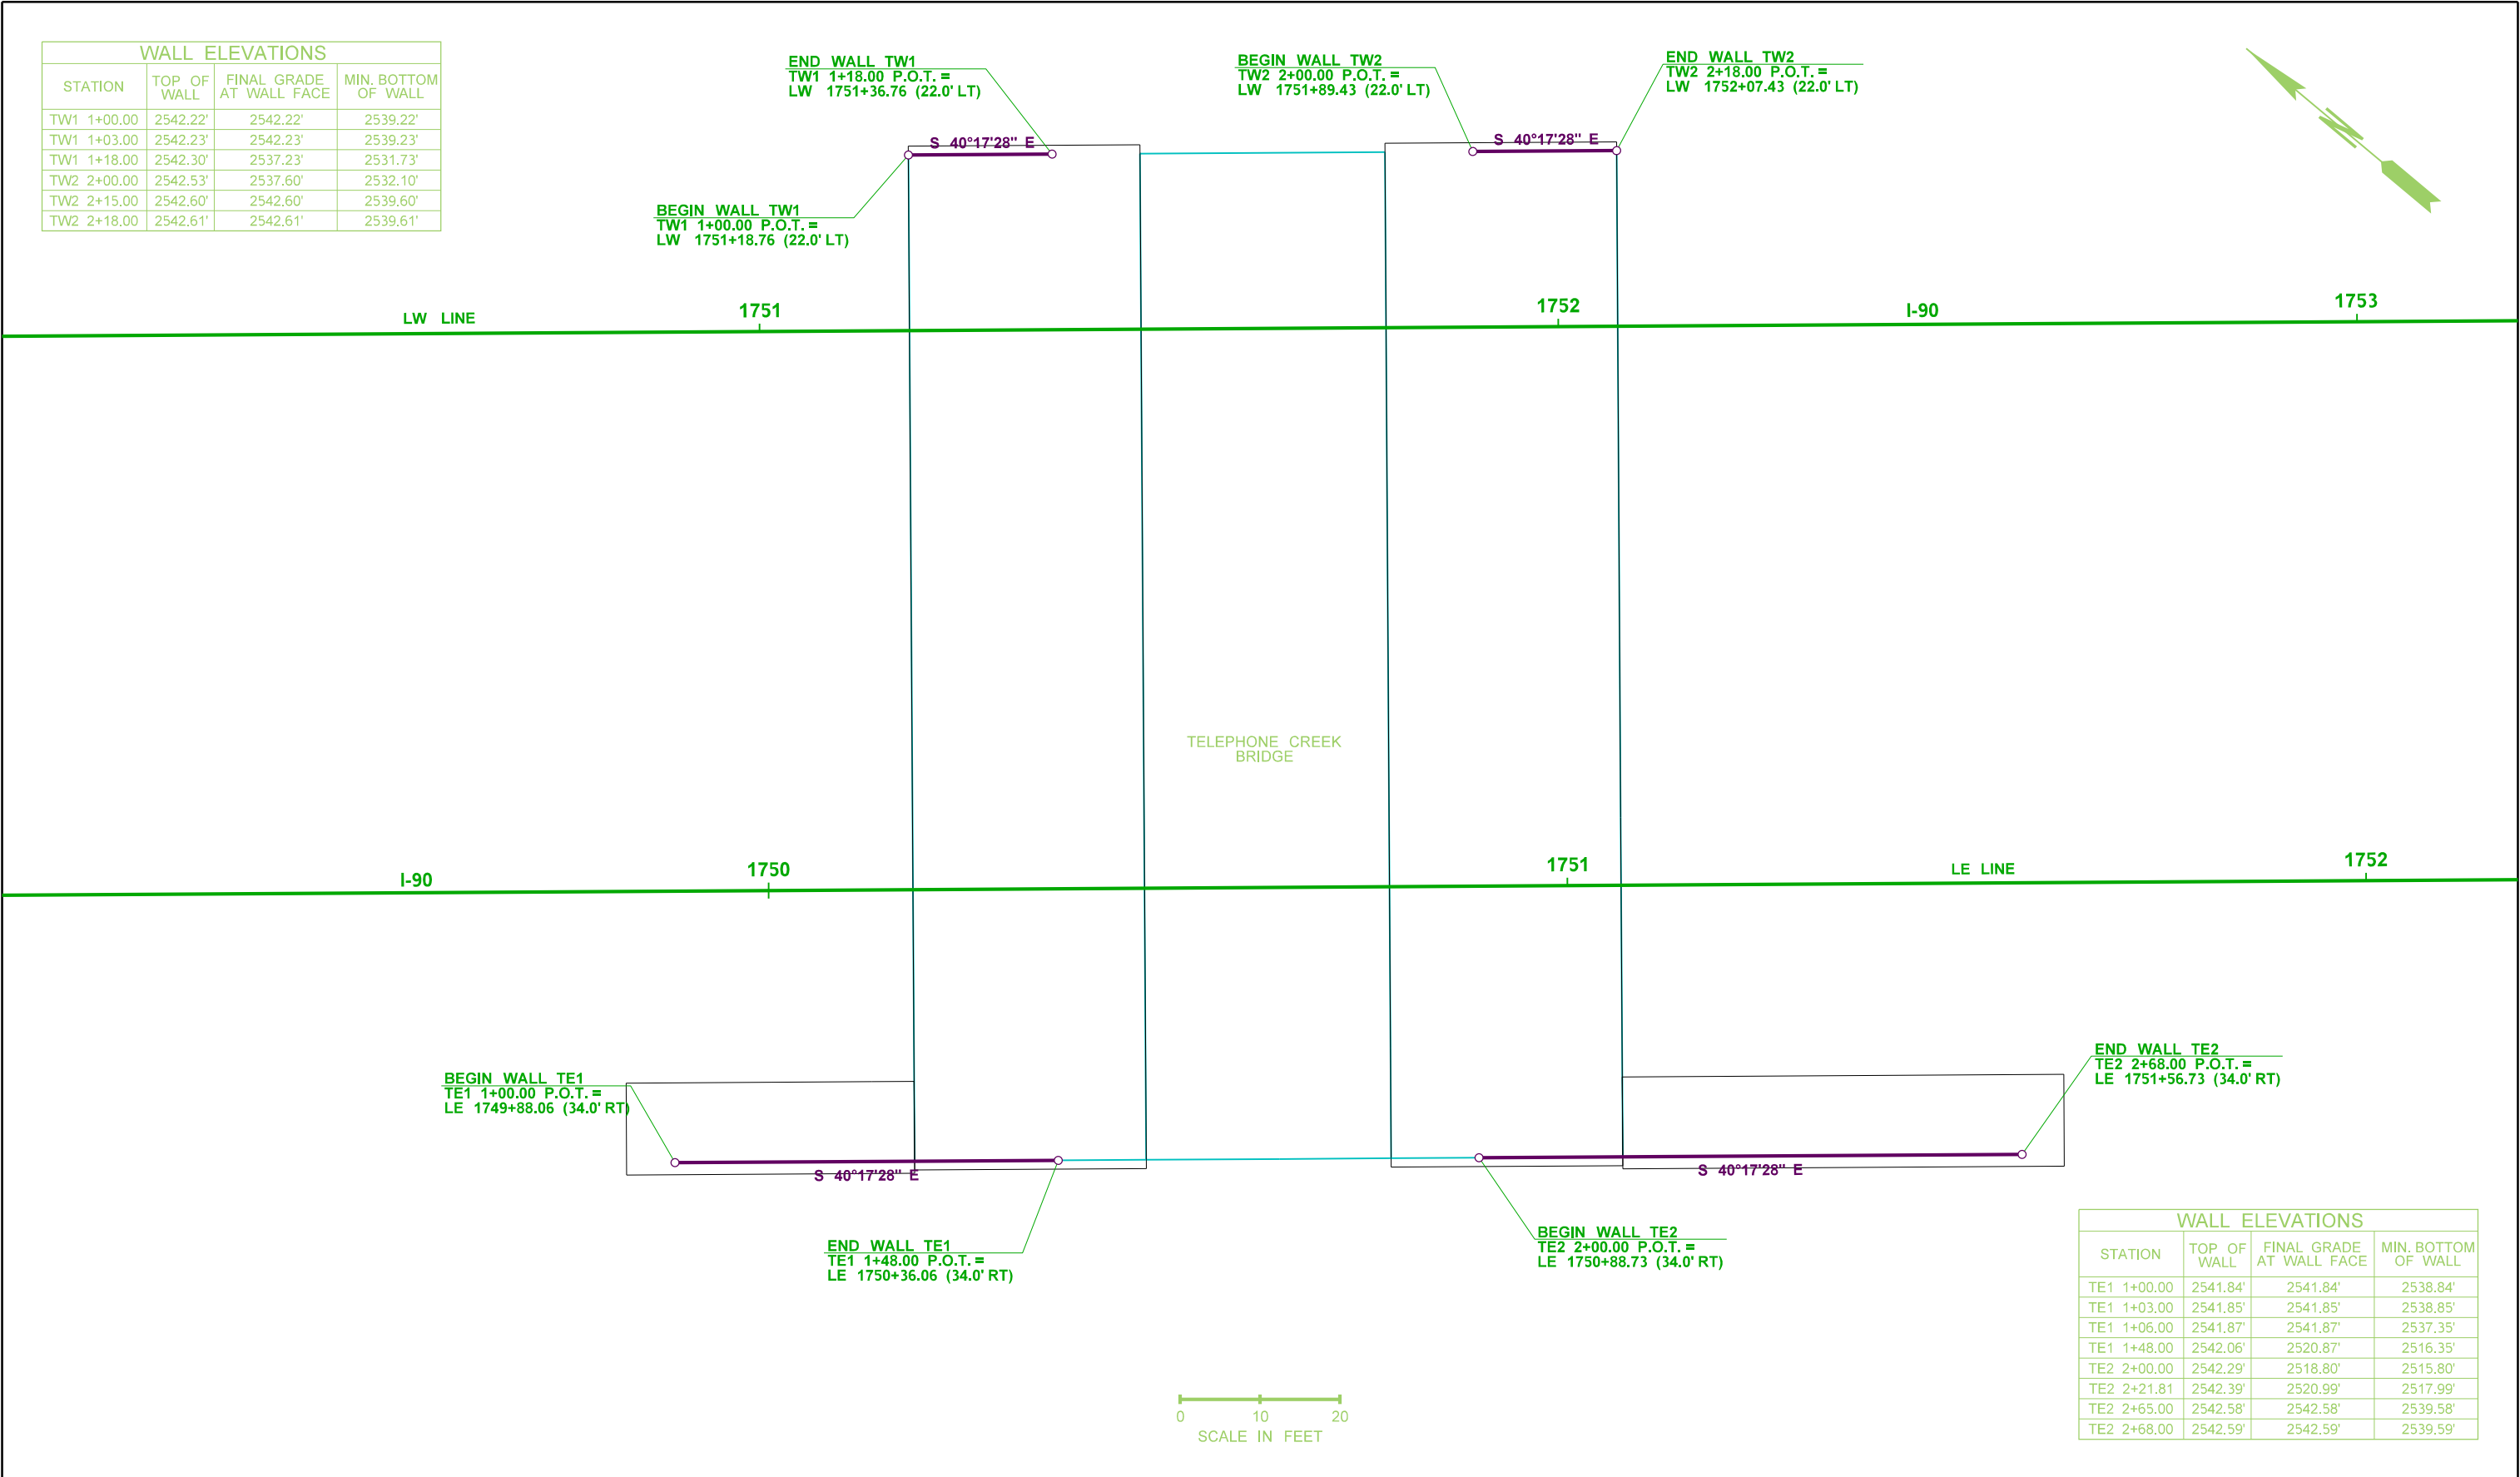 WALL ELEVATIONS
STATION TOP OF WALL FINAL GRADE AT WALL FACE MIN. BOTTOM OF WALL
TW1 1+00.00 2542.22' 2542.22' 2539.22'
TW1 1+03.00 2542.23' 2542.23' 2539.23'
TW1 1+18.00 2542.30' 2537.23' 2531.73'
TW2 2+00.00 2542.53' 2537.60' 2532.10'
TW2 2+15.00 2542.60' 2542.60' 2539.60'
TW2 2+18.00 2542.61' 2542.61' 2539.61'
END WALL TW1
TW1 1+18.00 P.O.T. =
LW 1751+36.76 (22.0' LT)
BEGIN WALL TW2
TW2 2+00.00 P.O.T. =
LW 1751+89.43 (22.0' LT)
END WALL TW2
TW2 2+18.00 P.O.T. =
LW 1752+07.43 (22.0' LT)
S 40°17'28" E
S 40°17'28" E
BEGIN WALL TW1
TW1 1+00.00 P.O.T. =
LW 1751+18.76 (22.0' LT)
LW LINE
1751
1752
I-90
1753
TELEPHONE CREEK
BRIDGE
I-90
1750
1751
LE LINE
1752
BEGIN WALL TE1
TE1 1+00.00 P.O.T. =
LE 1749+88.06 (34.0' RT)
END WALL TE2
TE2 2+68.00 P.O.T. =
LE 1751+56.73 (34.0' RT)
S 40°17'28" E
S 40°17'28" E
END WALL TE1
TE1 1+48.00 P.O.T. =
LE 1750+36.06 (34.0' RT)
BEGIN WALL TE2
TE2 2+00.00 P.O.T. =
LE 1750+88.73 (34.0' RT)
WALL ELEVATIONS
STATION TOP OF WALL FINAL GRADE AT WALL FACE MIN. BOTTOM OF WALL
TE1 1+00.00 2541.84' 2541.84' 2538.84'
TE1 1+03.00 2541.85' 2541.85' 2538.85'
TE1 1+06.00 2541.87' 2541.87' 2537.35'
TE1 1+48.00 2542.06' 2520.87' 2516.35'
TE2 2+00.00 2542.29' 2518.80' 2515.80'
TE2 2+21.81 2542.39' 2520.99' 2517.99'
TE2 2+65.00 2542.58' 2542.58' 2539.58'
TE2 2+68.00 2542.59' 2542.59' 2539.59'
0 10 20
SCALE IN FEET